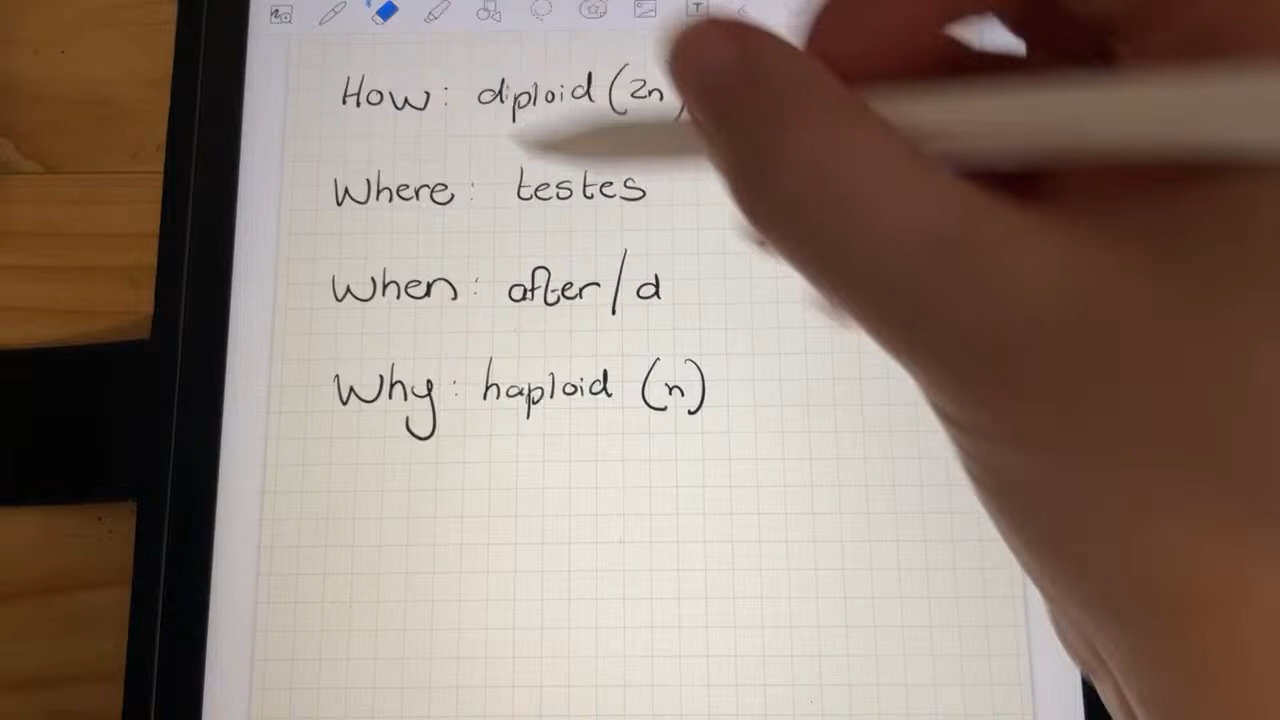 How: diploid (2n)
Where: testes
When: after/d
Why: haploid (n)